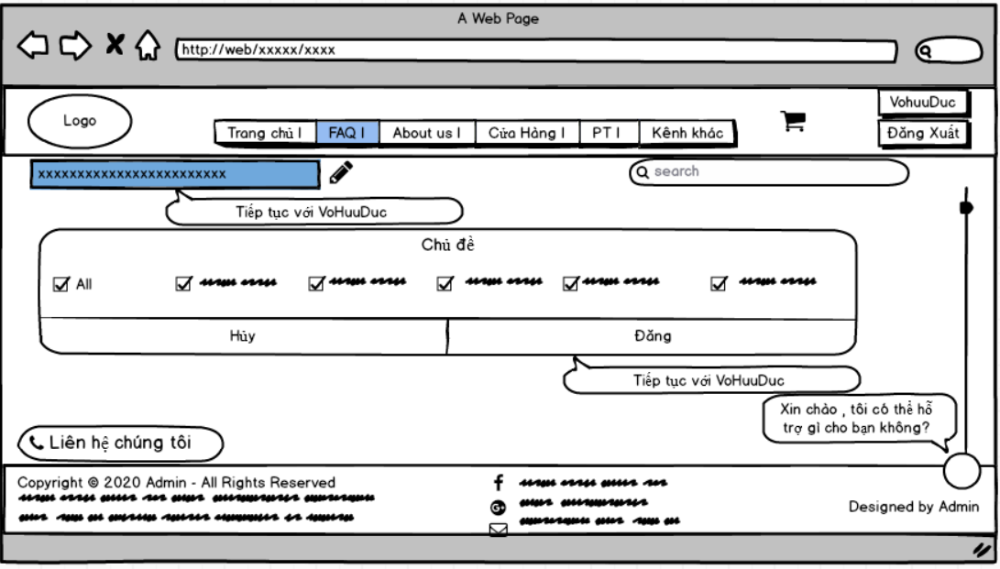 A Web Page
http://web/xxxxx/xxxx
VohuuDuc
Logo
Trang chủ I FAQ I About us I Cửa Hàng I PT I Kênh khác
Đăng Xuất
xxxxxxxxxxxxxxxxxxxxxxxxx
search
Tiếp tục với VoHuuDuc
Chủ đề
All
Hủy
Đăng
Tiếp tục với VoHuuDuc
Xin chào , tôi có thể hỗ
trợ gì cho bạn không?
Liên hệ chúng tôi
Copyright © 2020 Admin - All Rights Reserved
f
G+
Designed by Admin